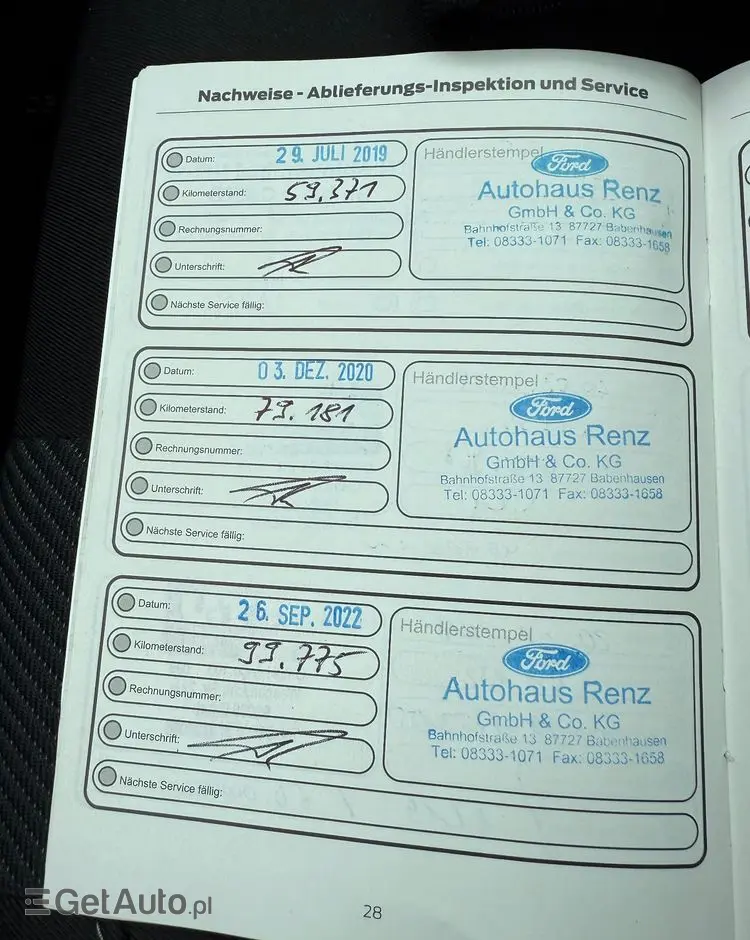 Nachweise - Ablieferungs-Inspektion und Service
Datum: 29. JULI 2019
Kilometerstand: 59.371
Rechnungsnummer:
Unterschrift:
Nächste Service fällig:
Händlerstempel
Ford
Autohaus Renz
GmbH & Co. KG
Bahnhofstraße 13 87727 Babenhausen
Tel: 08333-1071 Fax: 08333-1658
Datum: 03. DEZ. 2020
Kilometerstand: 79.181
Rechnungsnummer:
Unterschrift:
Nächste Service fällig:
Händlerstempel
Ford
Autohaus Renz
GmbH & Co. KG
Bahnhofstraße 13 87727 Babenhausen
Tel: 08333-1071 Fax: 08333-1658
Datum: 26. SEP. 2022
Kilometerstand: 99.775
Rechnungsnummer:
Unterschrift:
Nächste Service fällig:
Händlerstempel
Ford
Autohaus Renz
GmbH & Co. KG
Bahnhofstraße 13 87727 Babenhausen
Tel: 08333-1071 Fax: 08333-1658
28
GetAuto.pl